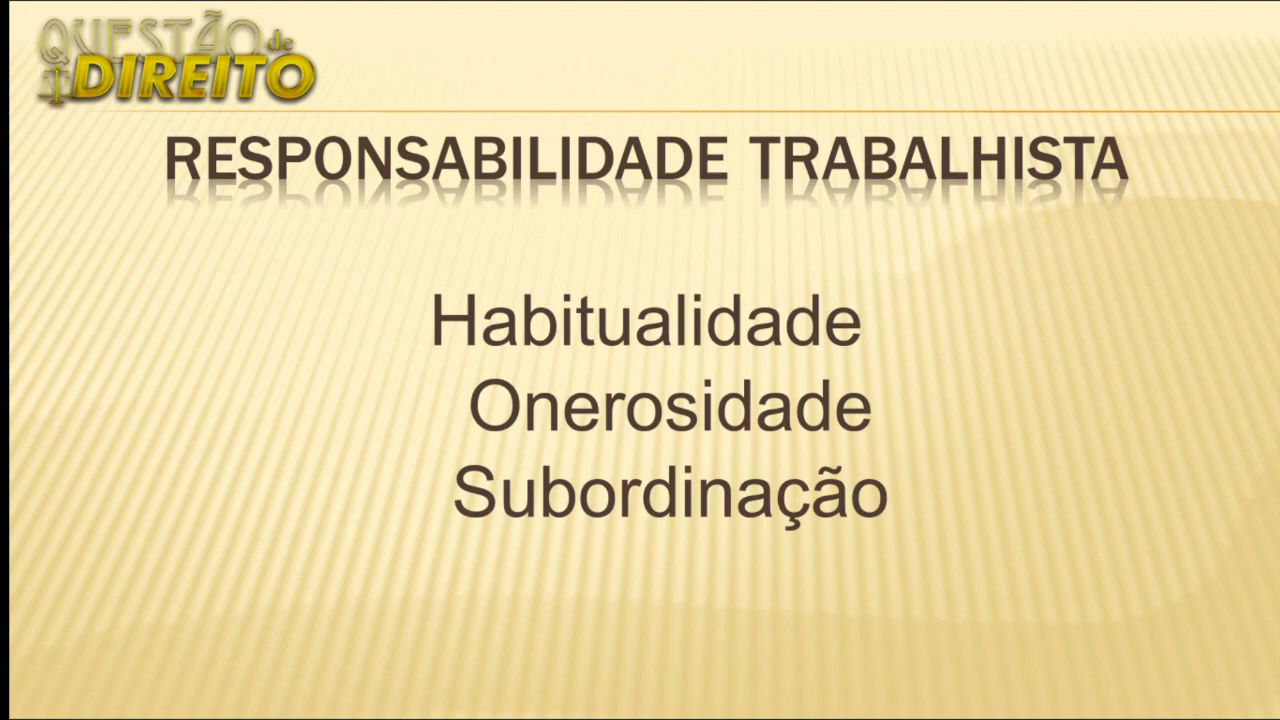 QUESTÃO de
DIREITO
RESPONSABILIDADE TRABALHISTA
Habitualidade
Onerosidade
Subordinação